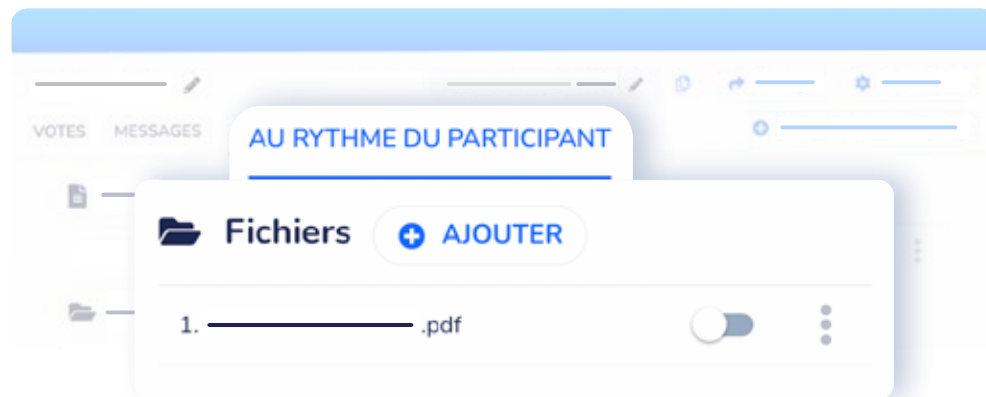 VOTES MESSAGES
AU RYTHME DU PARTICIPANT
Fichiers AJOUTER
1. .pdf